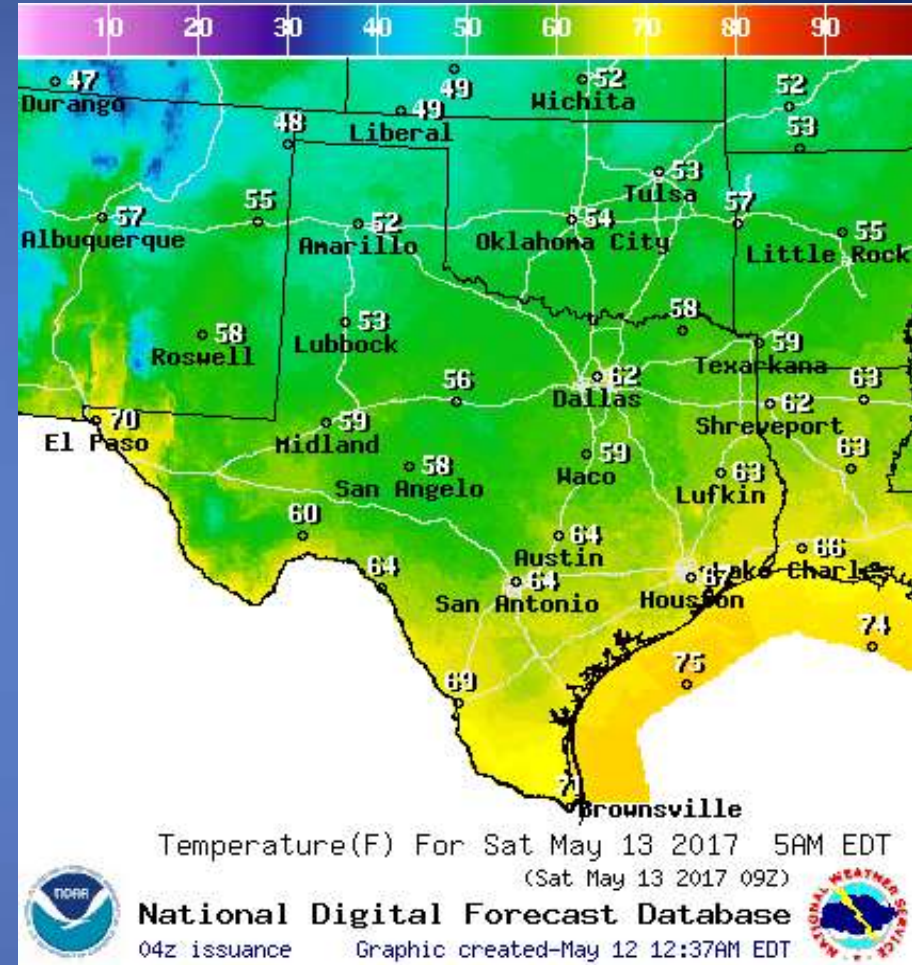 10 20 30 40 50 60 70 80 90
47
Durango
49
49
Liberal
52
Wichita
52
53
48
53
Tulsa
57
Albuquerque
55
52
Amarillo
54
Oklahoma City
57
55
Little Rock
58
Roswell
53
Lubbock
58
59
Texarkana
62
Dallas
56
63
62
Shreveport
70
El Paso
59
Midland
58
San Angelo
59
Waco
63
Lufkin
63
60
64
Austin
66
Lake Charles
64
64
San Antonio
67
Houston
74
75
69
71
Brownsville
Temperature(F) For Sat May 13 2017 5AM EDT
(Sat May 13 2017 09Z)
NOAA
National Digital Forecast Database
04z issuance Graphic created-May 12 12:37AM EDT
NATIONAL WEATHER SERVICE